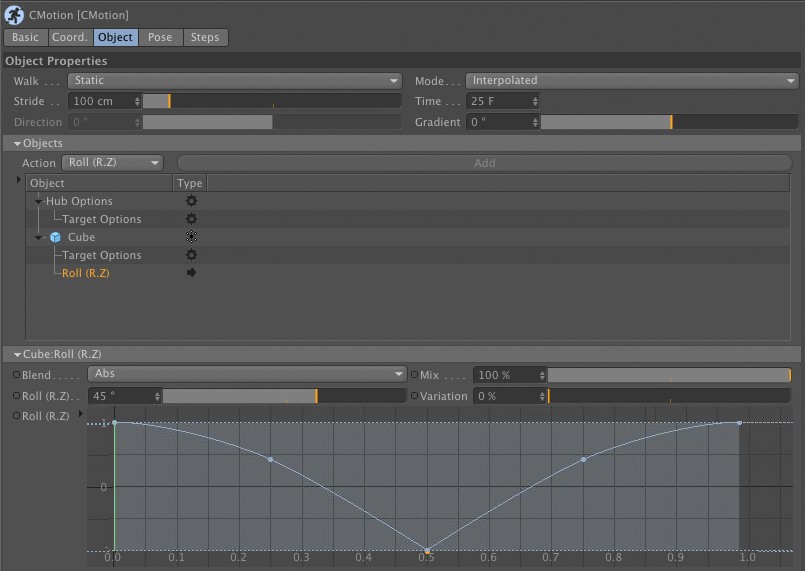 CMotion [CMotion]
Basic Coord. Object Pose Steps
Object Properties
Walk ... Static Mode... Interpolated
Stride .. 100 cm Time ... 25 F
Direction 0 ° Gradient 0 °
Objects
Action Roll (R.Z) Add
Object Type
Hub Options
Target Options
Cube
Target Options
Roll (R.Z)
Cube:Roll (R.Z)
Blend..... Abs Mix .... 100 %
Roll (R.Z).. 45 ° Variation 0 %
Roll (R.Z)
1
0
0.0 0.1 0.2 0.3 0.4 0.5 0.6 0.7 0.8 0.9 1.0